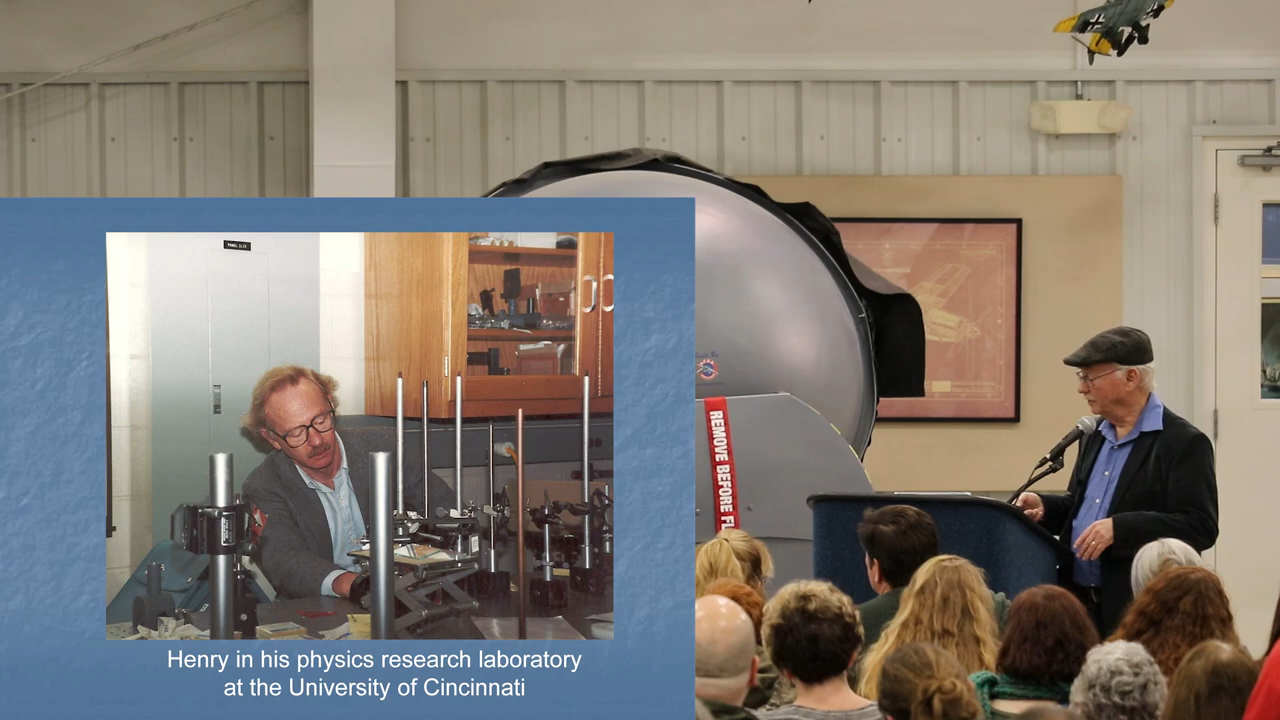 Henry in his physics research laboratory
at the University of Cincinnati
REMOVE BEFORE FL